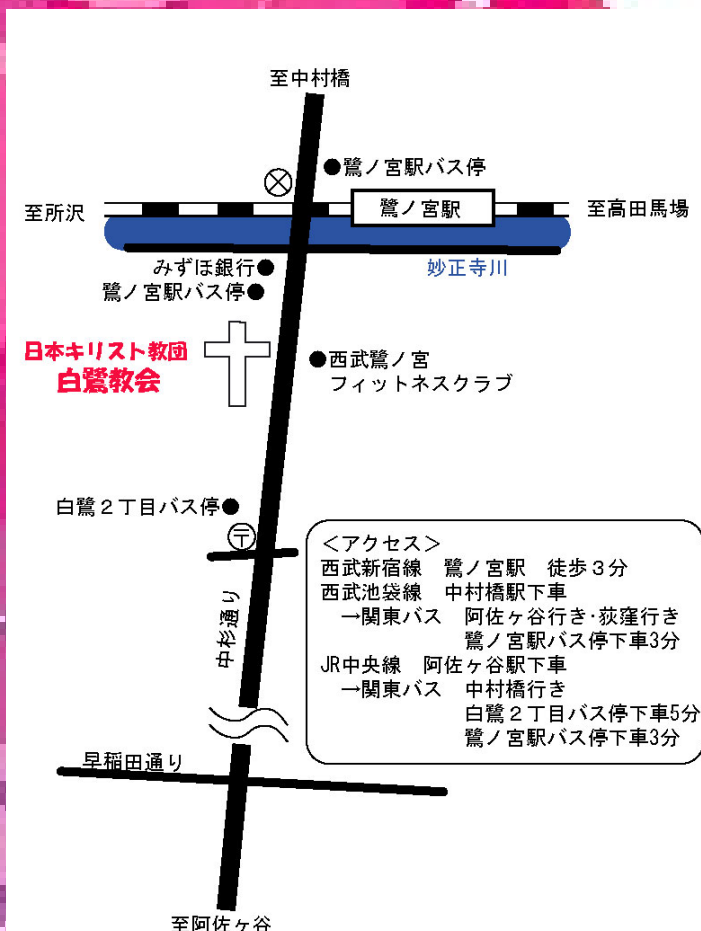 至中村橋
●鷺ノ宮駅バス停
至所沢
鷺ノ宮駅
至高田馬場
みずほ銀行●
妙正寺川
鷺ノ宮駅バス停●
日本キリスト教団
白鷺教会
●西武鷺ノ宮
フィットネスクラブ
白鷺2丁目バス停●
〒
中杉通り
<アクセス>
西武新宿線 鷺ノ宮駅 徒歩3分
西武池袋線 中村橋駅下車
→関東バス 阿佐ヶ谷行き・荻窪行き
鷺ノ宮駅バス停下車3分
JR中央線 阿佐ヶ谷駅下車
→関東バス 中村橋行き
白鷺2丁目バス停下車5分
鷺ノ宮駅バス停下車3分
早稲田通り
至阿佐ヶ谷